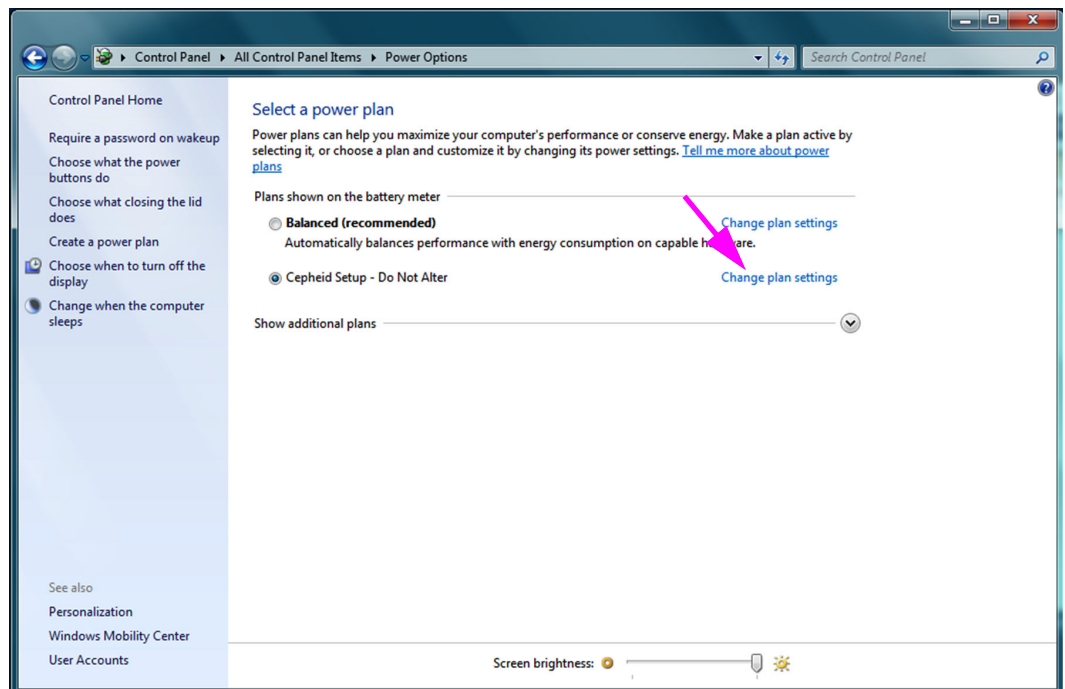 Control Panel ▸ All Control Panel Items ▸ Power Options
Search Control Panel
Control Panel Home
Require a password on wakeup
Choose what the power
buttons do
Choose what closing the lid
does
Create a power plan
Choose when to turn off the
display
Change when the computer
sleeps
See also
Personalization
Windows Mobility Center
User Accounts
Select a power plan
Power plans can help you maximize your computer's performance or conserve energy. Make a plan active by
selecting it, or choose a plan and customize it by changing its power settings. Tell me more about power
plans
Plans shown on the battery meter
Balanced (recommended) Change plan settings
Automatically balances performance with energy consumption on capable hardware.
Cepheid Setup - Do Not Alter Change plan settings
Show additional plans
Screen brightness: